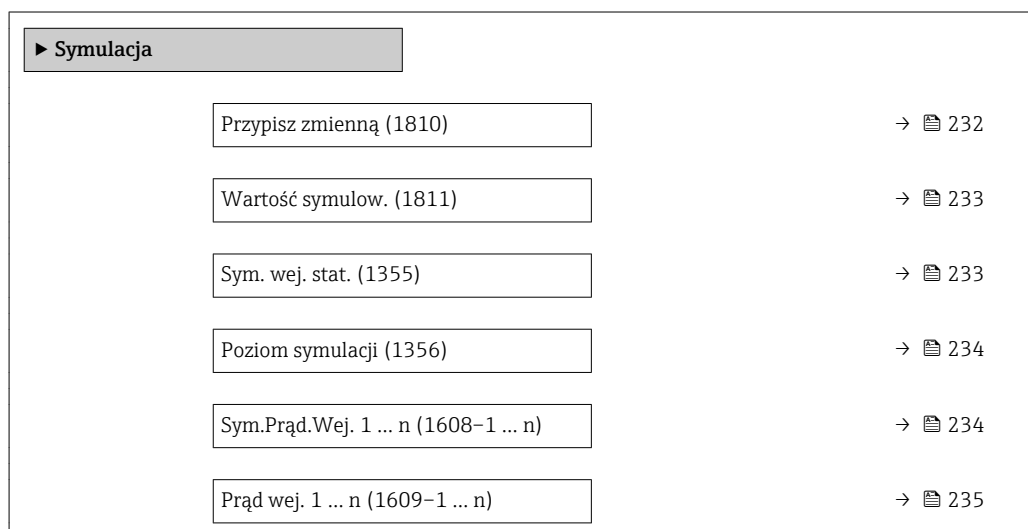 ▶ Symulacja
Przypisz zmienną (1810) → 232
Wartość symulow. (1811) → 233
Sym. wej. stat. (1355) → 233
Poziom symulacji (1356) → 234
Sym.Prąd.Wej. 1 … n (1608–1 … n) → 234
Prąd wej. 1 … n (1609–1 … n) → 235